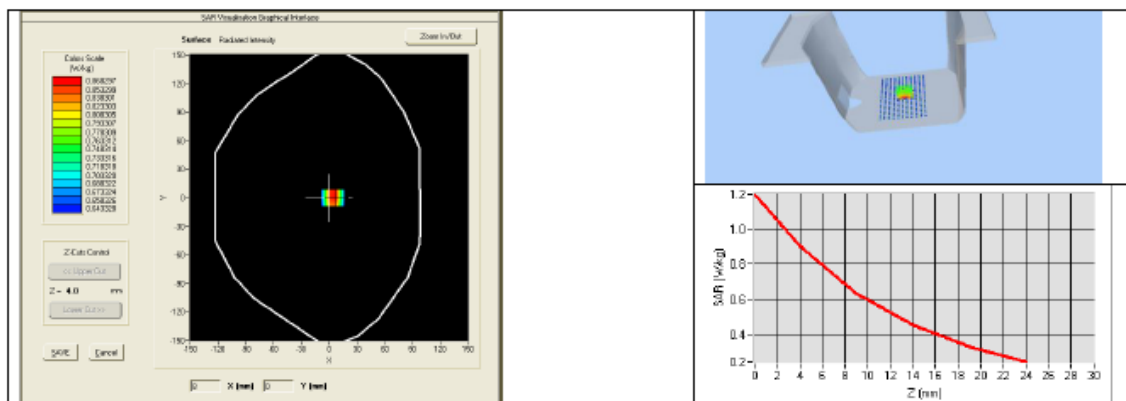 SAR Visualisation Graphical Interface
Surface Radiated Intensity
Zoom In/Out
Colors Scale
(W/kg)
0.868297
0.853299
0.838301
0.823303
0.808305
0.793307
0.778309
0.763312
0.748314
0.733316
0.718318
0.703320
0.688322
0.673324
0.658326
0.643328
Z-Cuts Control
<< Upper Cut
Z = 4.0 mm
Lower Cut >>
SAVE Cancel
150
120
90
60
30
0
-30
-60
-90
-120
-150
Y
-150 -120 -90 -60 -30 0 30 60 90 120 150
X
0 X (mm) 0 Y (mm)
1.2
1.0
0.8
0.6
0.4
0.2
SAR (W/kg)
0 2 4 6 8 10 12 14 16 18 20 22 24 26 28 30
Z (mm)